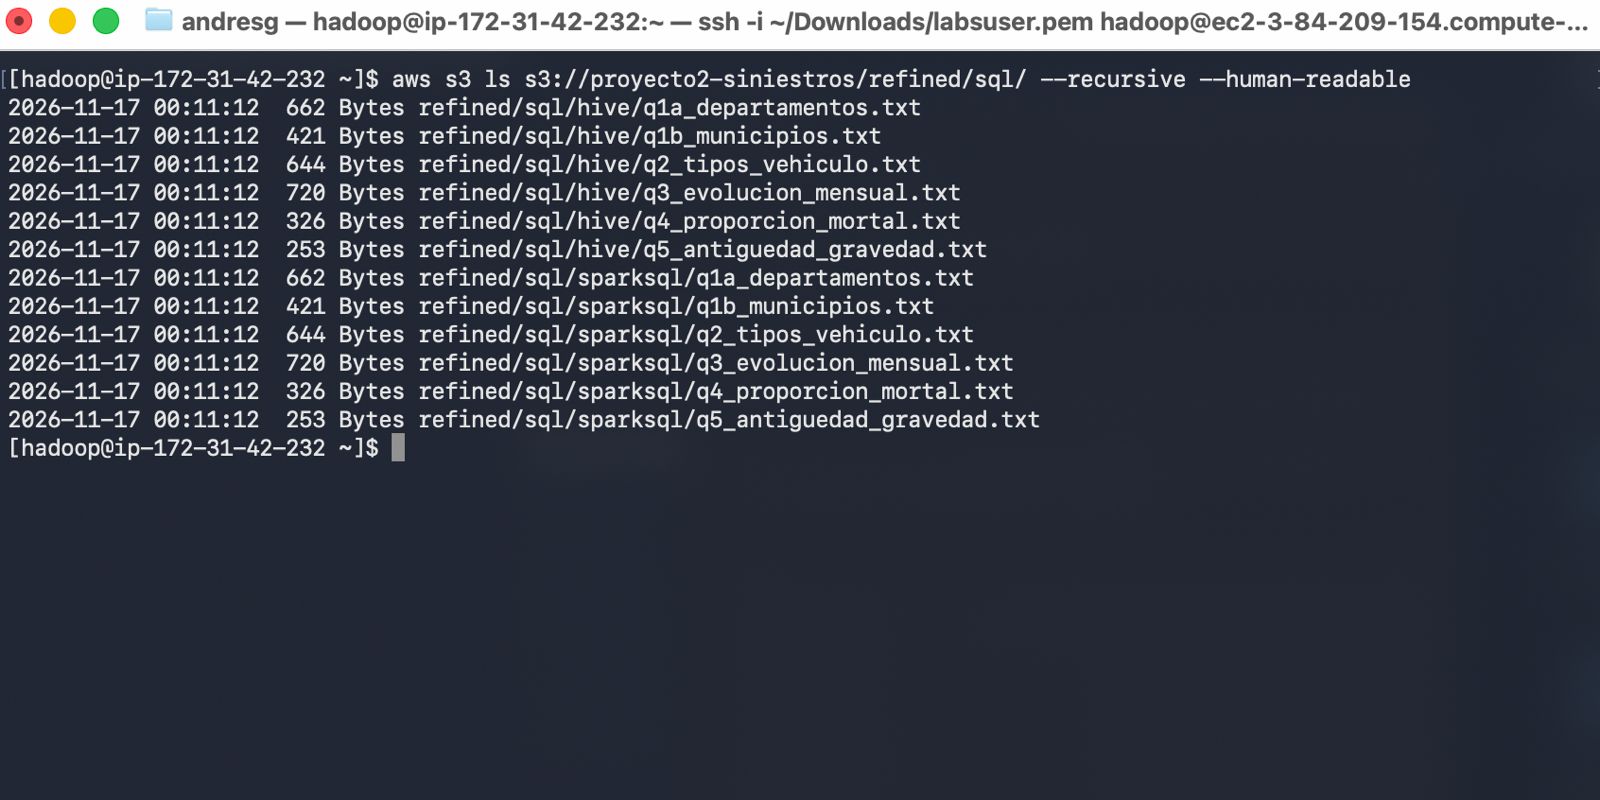 andresg — hadoop@ip-172-31-42-232:~ — ssh -i ~/Downloads/labsuser.pem hadoop@ec2-3-84-209-154.compute-...
[[hadoop@ip-172-31-42-232 ~]$ aws s3 ls s3://proyecto2-siniestros/refined/sql/ --recursive --human-readable
2026-11-17 00:11:12  662 Bytes refined/sql/hive/q1a_departamentos.txt
2026-11-17 00:11:12  421 Bytes refined/sql/hive/q1b_municipios.txt
2026-11-17 00:11:12  644 Bytes refined/sql/hive/q2_tipos_vehiculo.txt
2026-11-17 00:11:12  720 Bytes refined/sql/hive/q3_evolucion_mensual.txt
2026-11-17 00:11:12  326 Bytes refined/sql/hive/q4_proporcion_mortal.txt
2026-11-17 00:11:12  253 Bytes refined/sql/hive/q5_antiguedad_gravedad.txt
2026-11-17 00:11:12  662 Bytes refined/sql/sparksql/q1a_departamentos.txt
2026-11-17 00:11:12  421 Bytes refined/sql/sparksql/q1b_municipios.txt
2026-11-17 00:11:12  644 Bytes refined/sql/sparksql/q2_tipos_vehiculo.txt
2026-11-17 00:11:12  720 Bytes refined/sql/sparksql/q3_evolucion_mensual.txt
2026-11-17 00:11:12  326 Bytes refined/sql/sparksql/q4_proporcion_mortal.txt
2026-11-17 00:11:12  253 Bytes refined/sql/sparksql/q5_antiguedad_gravedad.txt
[hadoop@ip-172-31-42-232 ~]$